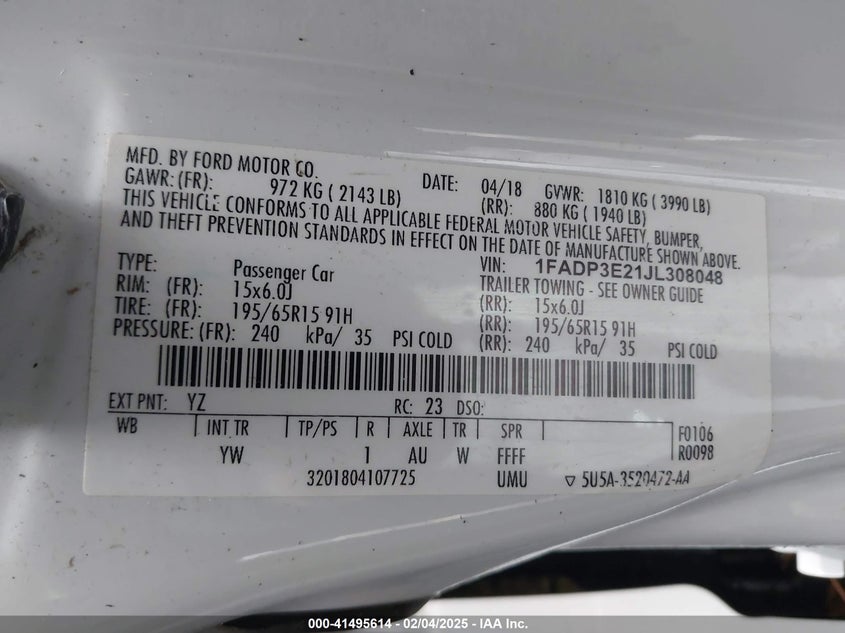 MFD. BY FORD MOTOR CO. DATE: 04/18 GVWR: 1810 KG ( 3990 LB)
GAWR: (FR): 972 KG ( 2143 LB) (RR): 880 KG ( 1940 LB)
THIS VEHICLE CONFORMS TO ALL APPLICABLE FEDERAL MOTOR VEHICLE SAFETY, BUMPER,
AND THEFT PREVENTION STANDARDS IN EFFECT ON THE DATE OF MANUFACTURE SHOWN ABOVE.
VIN: 1FADP3E21JL308048
TYPE: Passenger Car TRAILER TOWING - SEE OWNER GUIDE
RIM: (FR): 15x6.0J (RR): 15x6.0J
TIRE: (FR): 195/65R15 91H (RR): 195/65R15 91H
PRESSURE: (FR): 240 kPa/ 35 PSI COLD (RR): 240 kPa/ 35 PSI COLD
EXT PNT: YZ RC: 23 DSO:
WB INT TR TP/PS R AXLE TR SPR F0106
YW 1 AU W FFFF R0098
3201804107725 UMU ▽ 5U5A-3520472-AA
000-41495614 - 02/04/2025 - IAA Inc.